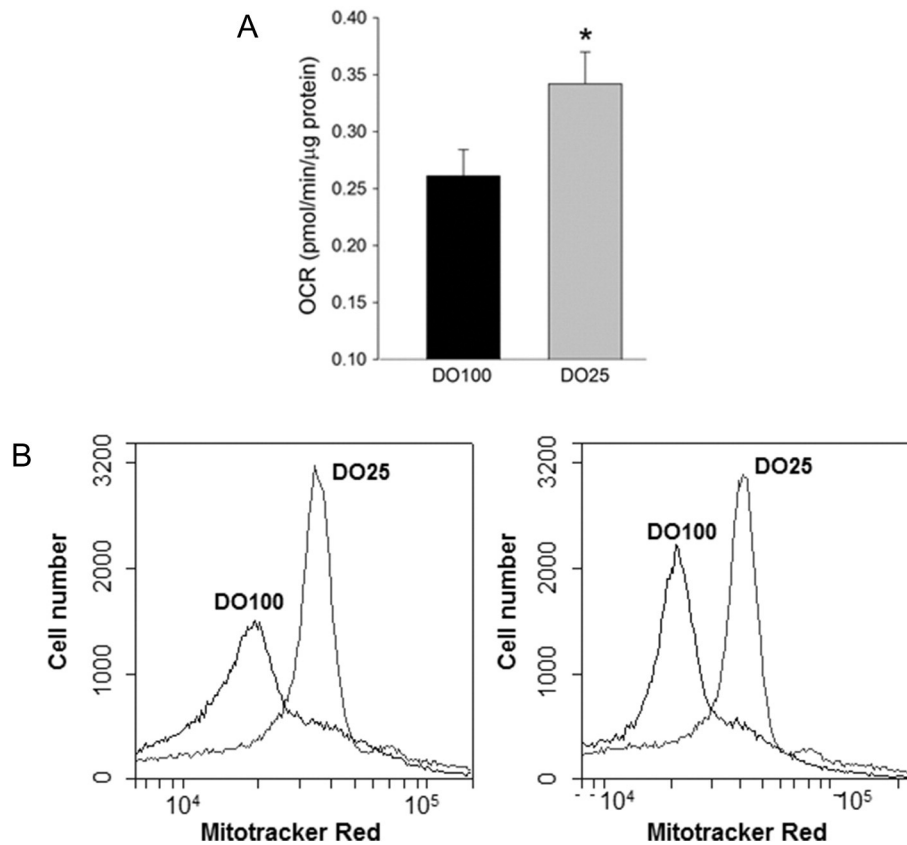 A
OCR (pmol/min/µg protein)
0.40
0.35
0.30
0.25
0.20
0.15
0.10
*
DO100
DO25
B
Cell number
3200
2000
1000
0
DO100
DO25
10⁴
10⁵
Mitotracker Red
Cell number
3200
2000
1000
0
DO100
DO25
10⁴
10⁵
Mitotracker Red